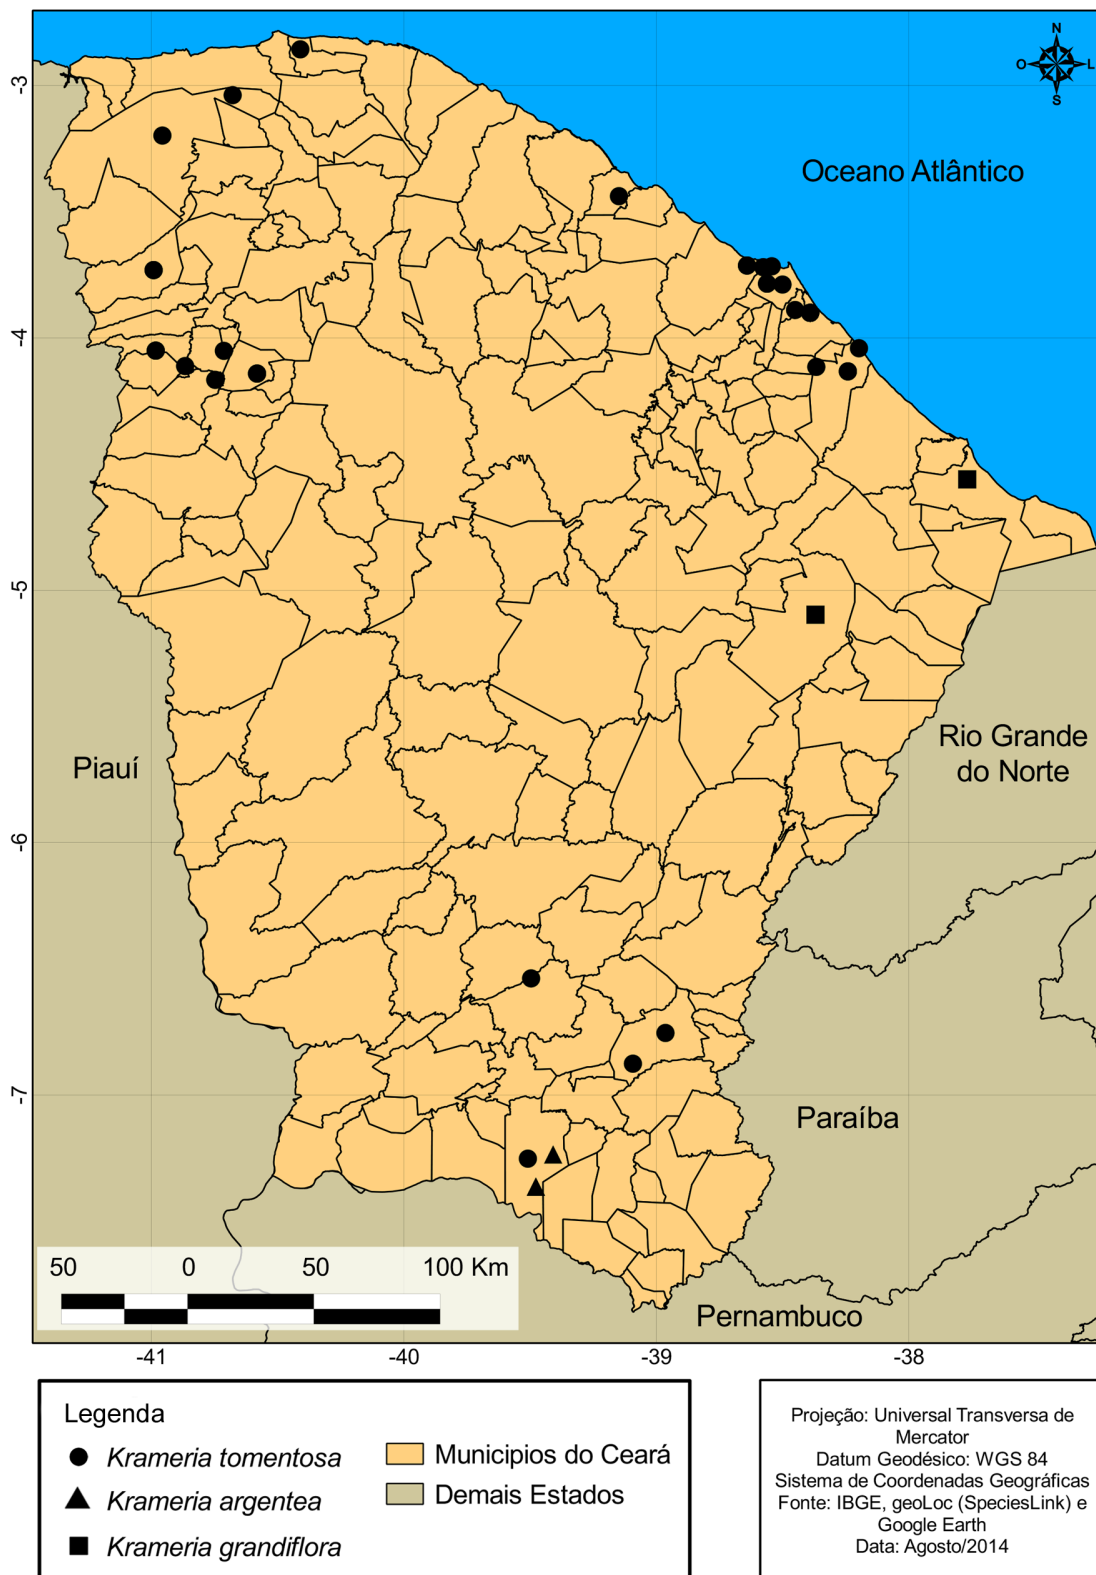 N
O
L
S
-3
-4
-5
-6
-7
Oceano Atlântico
Piauí
Rio Grande
do Norte
Paraíba
Pernambuco
50 0 50 100 Km
-41 -40 -39 -38
Legenda
Krameria tomentosa
Krameria argentea
Krameria grandiflora
Municipios do Ceará
Demais Estados
Projeção: Universal Transversa de
Mercator
Datum Geodésico: WGS 84
Sistema de Coordenadas Geográficas
Fonte: IBGE, geoLoc (SpeciesLink) e
Google Earth
Data: Agosto/2014